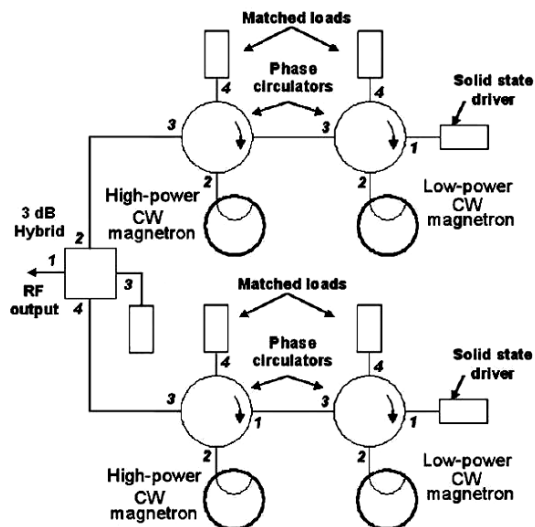 Matched loads
4
4
Phase
circulators
Solid state
driver
3
3
1
2
2
High-power
CW
magnetron
Low-power
CW
magnetron
3 dB
Hybrid
2
1
3
RF
output
4
Matched loads
4
4
Phase
circulators
Solid state
driver
3
1
3
1
2
2
High-power
CW
magnetron
Low-power
CW
magnetron